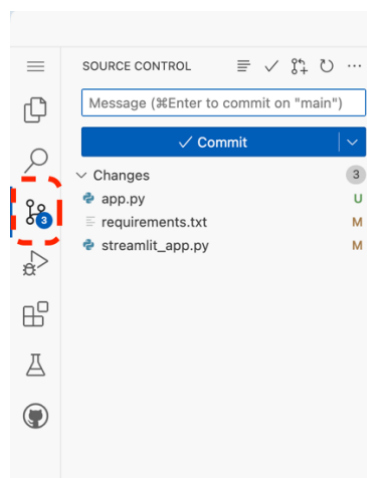 SOURCE CONTROL
Message (⌘Enter to commit on "main")
Commit
Changes 3
app.py U
requirements.txt M
streamlit_app.py M
3